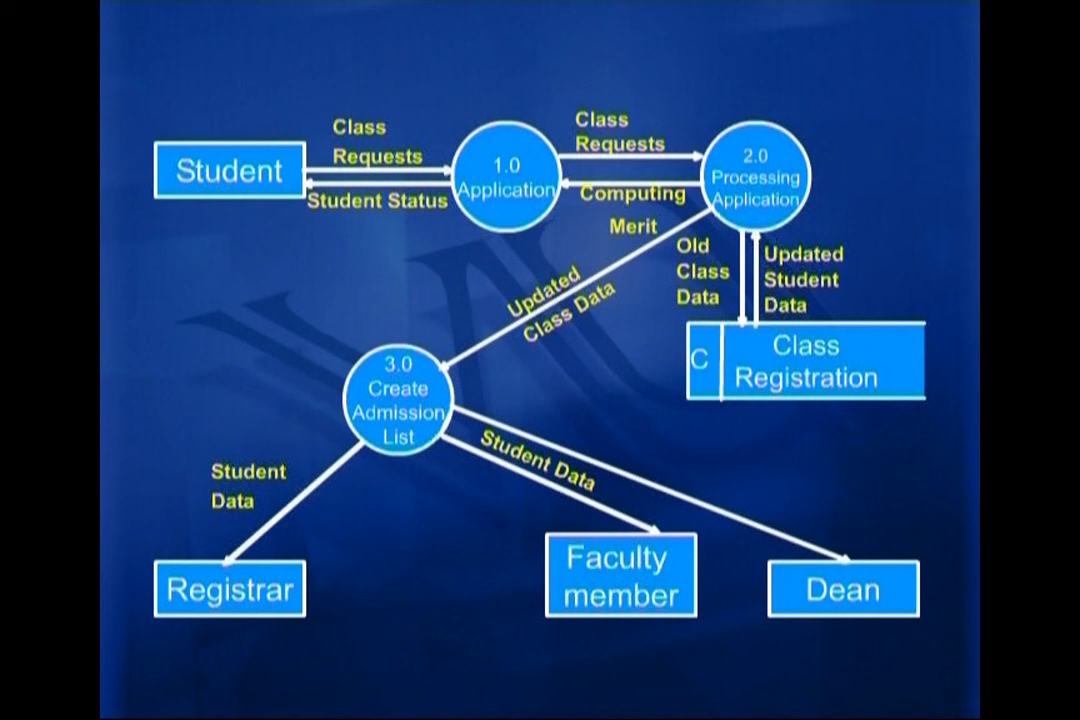 Class
Requests
Student
Student Status
1.0
Application
Class
Requests
Computing
Merit
2.0
Processing
Application
Old
Class
Data
Updated
Student
Data
C
Class
Registration
Updated
Class Data
3.0
Create
Admission
List
Student
Data
Student Data
Registrar
Faculty
member
Dean